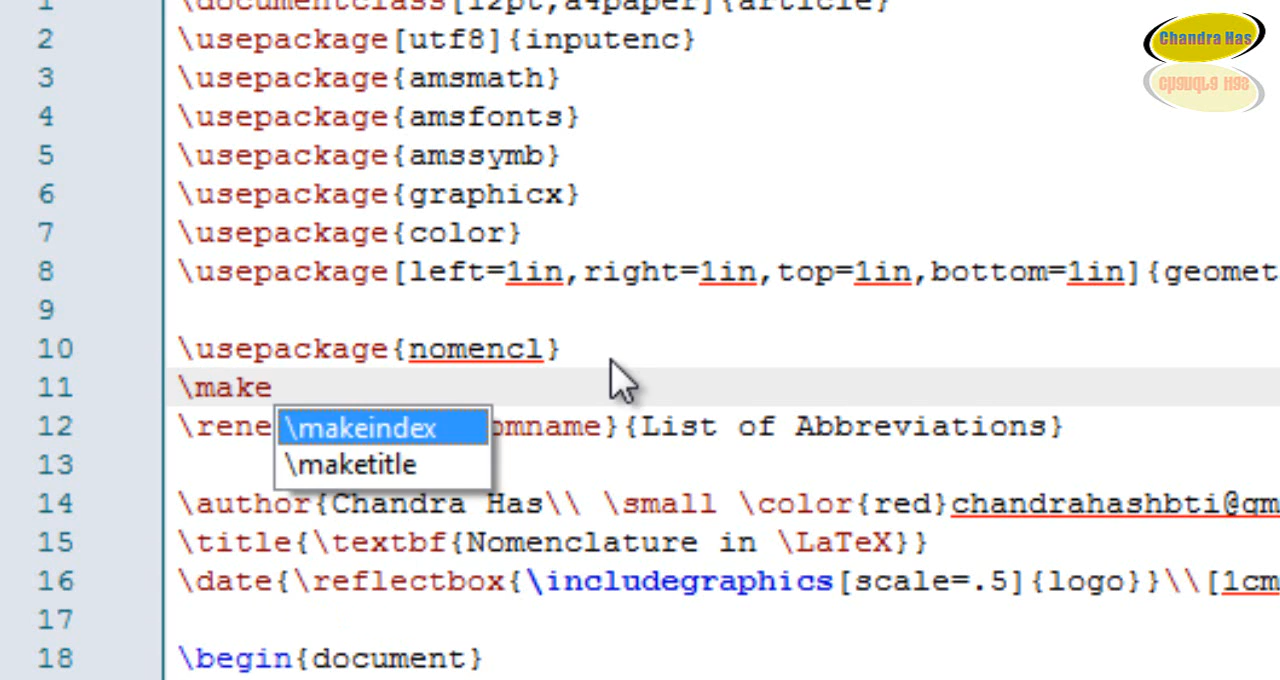 Chandra Has
1 \documentclass[12pt,a4paper]{article}
2 \usepackage[utf8]{inputenc}
3 \usepackage{amsmath}
4 \usepackage{amsfonts}
5 \usepackage{amssymb}
6 \usepackage{graphicx}
7 \usepackage{color}
8 \usepackage[left=1in,right=1in,top=1in,bottom=1in]{geomet
9
10 \usepackage{nomencl}
11 \make
\makeindex
\maketitle
12 \rene omname}{List of Abbreviations}
13
14 \author{Chandra Has\\ \small \color{red}chandrahashbti@gm
15 \title{\textbf{Nomenclature in \LaTeX}}
16 \date{\reflectbox{\includegraphics[scale=.5]{logo}}\\[1cm
17
18 \begin{document}